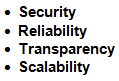 • Security
• Reliability
• Transparency
• Scalability